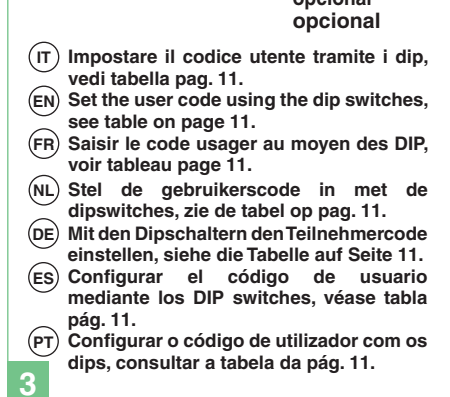 opcional
opcional
IT Impostare il codice utente tramite i dip,
vedi tabella pag. 11.
EN Set the user code using the dip switches,
see table on page 11.
FR Saisir le code usager au moyen des DIP,
voir tableau page 11.
NL Stel de gebruikerscode in met de
dipswitches, zie de tabel op pag. 11.
DE Mit den Dipschaltern den Teilnehmercode
einstellen, siehe die Tabelle auf Seite 11.
ES Configurar el código de usuario
mediante los DIP switches, véase tabla
pág. 11.
PT Configurar o código de utilizador com os
dips, consultar a tabela da pág. 11.
3